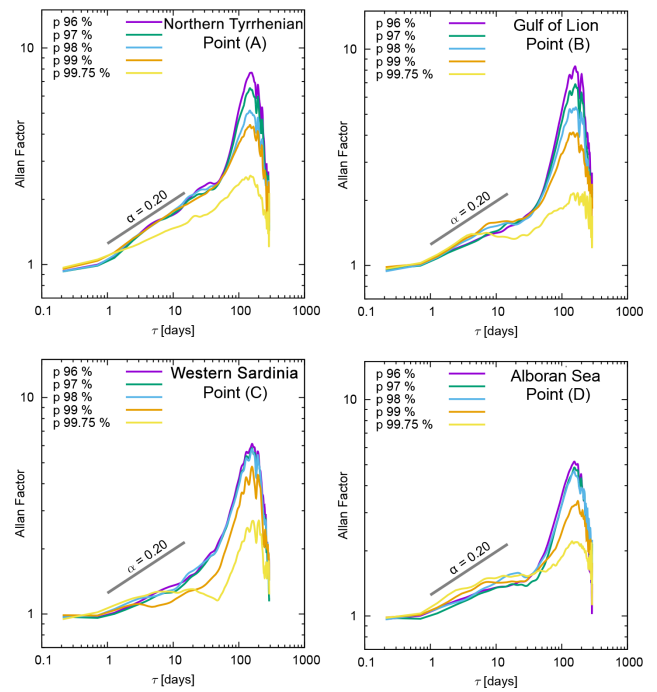 p 96 %
p 97 %
p 98 %
p 99 %
p 99.75 %
Northern Tyrrhenian
Point (A)
10
1
Allan Factor
α = 0.20
0.1 1 10 100 1000
τ [days]
p 96 %
p 97 %
p 98 %
p 99 %
p 99.75 %
Gulf of Lion
Point (B)
10
1
Allan Factor
α = 0.20
0.1 1 10 100 1000
τ [days]
p 96 %
p 97 %
p 98 %
p 99 %
p 99.75 %
Western Sardinia
Point (C)
10
1
Allan Factor
α = 0.20
0.1 1 10 100 1000
τ [days]
p 96 %
p 97 %
p 98 %
p 99 %
p 99.75 %
Alboran Sea
Point (D)
10
1
Allan Factor
α = 0.20
0.1 1 10 100 1000
τ [days]